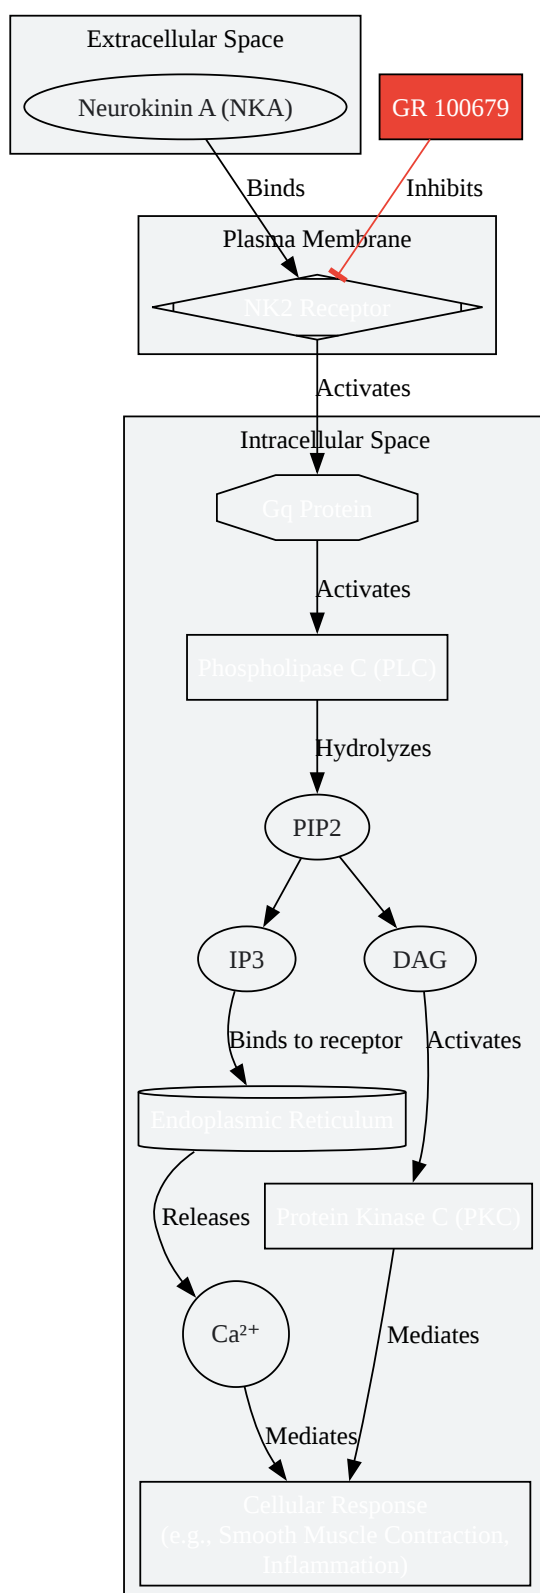 Extracellular Space
Neurokinin A (NKA)
GR 100679
Binds
Inhibits
Plasma Membrane
NK2 Receptor
Activates
Intracellular Space
Gq Protein
Activates
Phospholipase C (PLC)
Hydrolyzes
PIP2
IP3
DAG
Binds to receptor
Activates
Endoplasmic Reticulum
Releases
Protein Kinase C (PKC)
Ca²⁺
Mediates
Mediates
Cellular Response
(e.g., Smooth Muscle Contraction,
Inflammation)